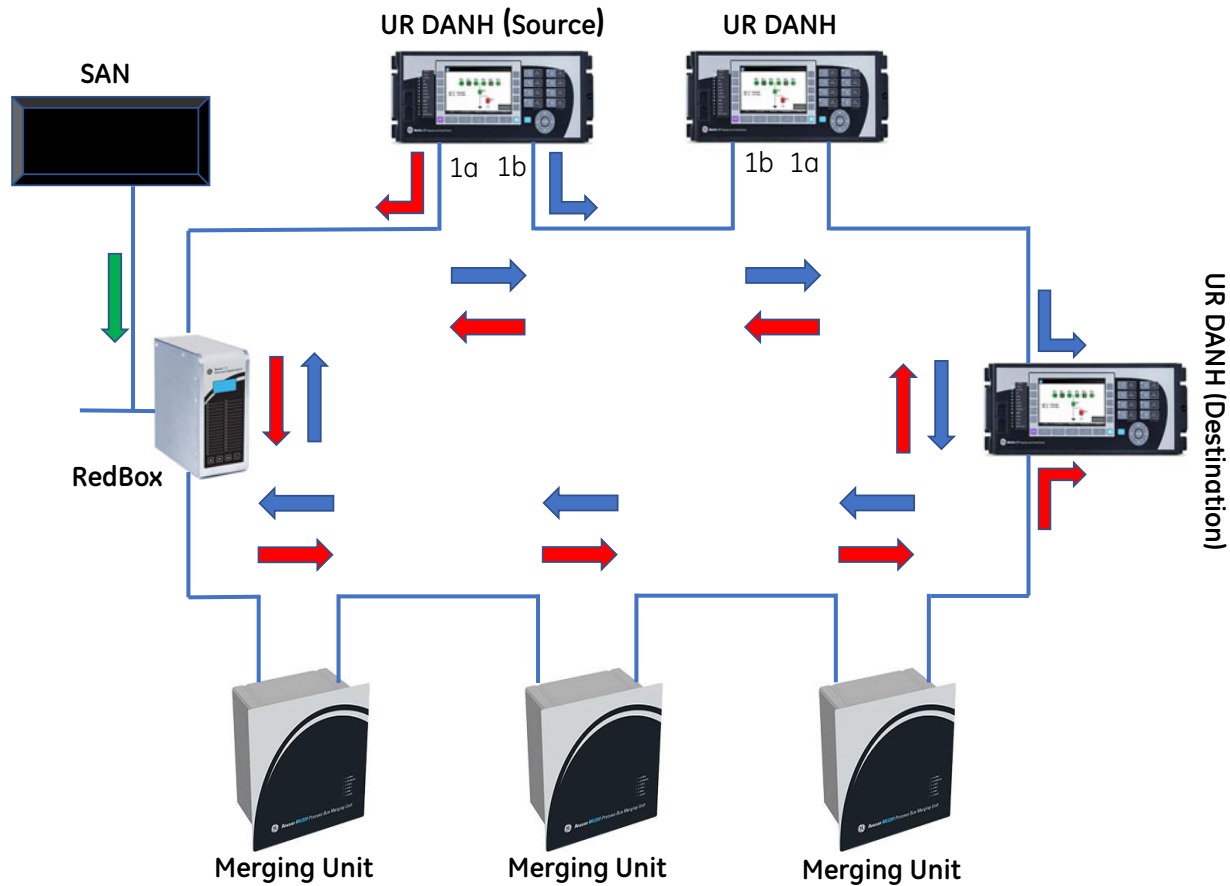 UR DANH (Source)
UR DANH
SAN
1a
1b
1b
1a
UR DANH (Destination)
RedBox
Merging Unit
Merging Unit
Merging Unit